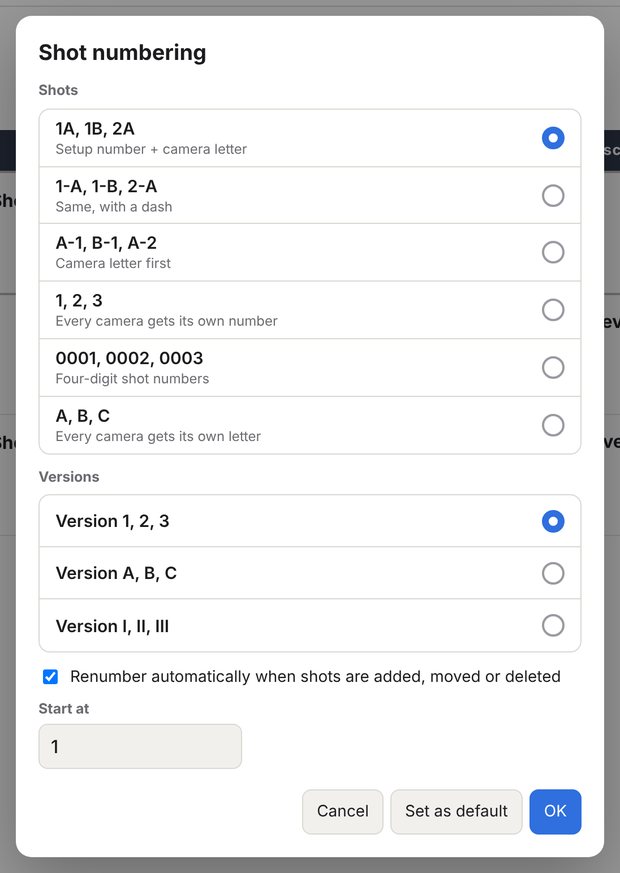 Shot numbering
Shots
1A, 1B, 2A
Setup number + camera letter
1-A, 1-B, 2-A
Same, with a dash
A-1, B-1, A-2
Camera letter first
1, 2, 3
Every camera gets its own number
0001, 0002, 0003
Four-digit shot numbers
A, B, C
Every camera gets its own letter
Versions
Version 1, 2, 3
Version A, B, C
Version I, II, III
Renumber automatically when shots are added, moved or deleted
Start at
1
Cancel
Set as default
OK